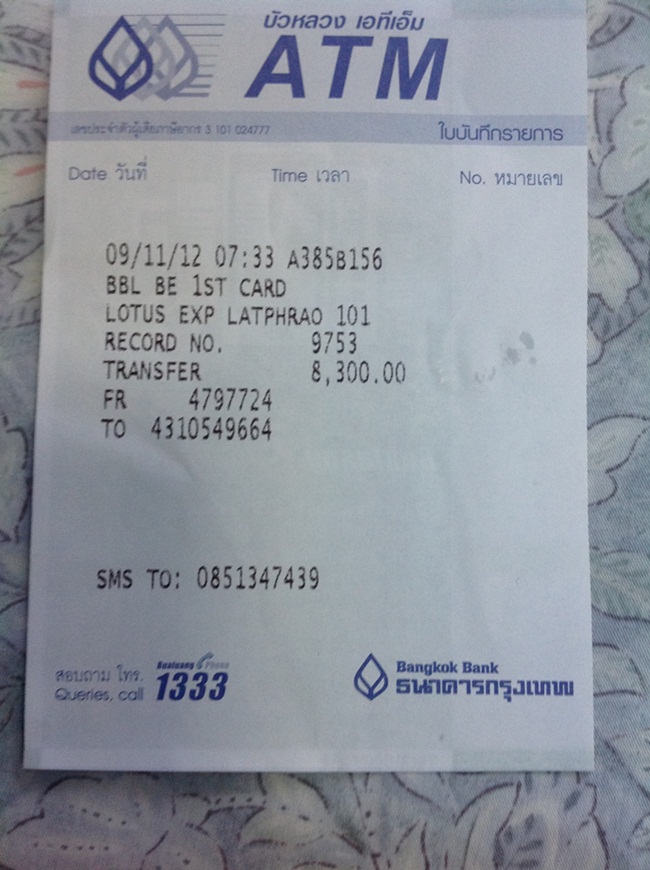 บัวหลวง เอทีเอ็ม
ATM
เลขประจำตัวผู้เสียภาษีอากร 3 101 024777
ใบบันทึกรายการ
Date วันที่ Time เวลา No. หมายเลข
09/11/12 07:33 A385B156
BBL BE 1ST CARD
LOTUS EXP LATPHRAO 101
RECORD NO. 9753
TRANSFER 8,300.00
FR 4797724
TO 4310549664
SMS TO: 0851347439
สอบถาม โทร.
Queries, call
Bualuang Phone
1333
Bangkok Bank
ธนาคารกรุงเทพ